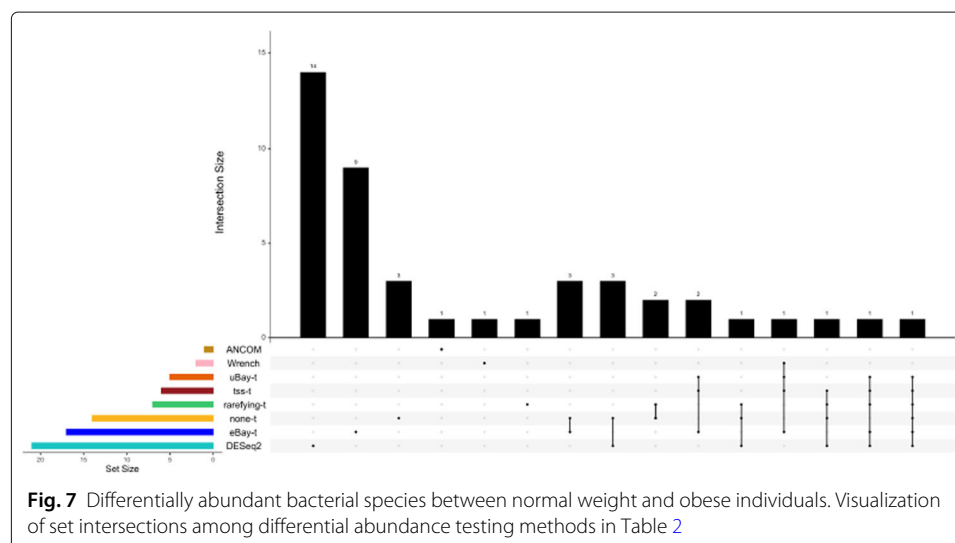 15
10
5
0
Intersection Size
14
9
3
1
1
1
3
3
2
2
1
1
1
1
1
ANCOM
Wrench
uBay-t
tss-t
rarefying-t
none-t
eBay-t
DESeq2
20 15 10 5 0
Set Size
Fig. 7 Differentially abundant bacterial species between normal weight and obese individuals. Visualization
of set intersections among differential abundance testing methods in Table 2